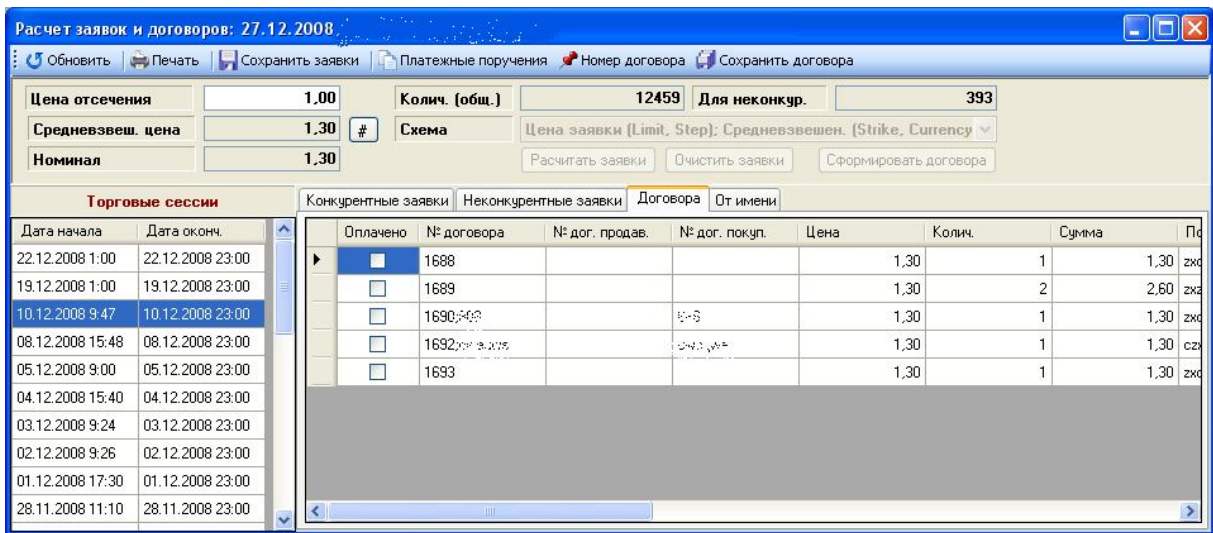 Расчет заявок и договоров: 27.12.2008
Обновить Печать Сохранить заявки Платежные поручения Номер договора Сохранить договора
Цена отсечения 1,00 Колич. (общ.) 12459 Для неконкур. 393
Средневзвеш. цена 1,30 # Схема Цена заявки (Limit, Step); Средневзвешен. (Strike, Currency
Номинал 1,30 Расчитать заявки Очистить заявки Сформировать договора
Торговые сессии Конкурентные заявки Неконкурентные заявки Договора От имени
Дата начала Дата оконч. Оплачено № договора № дог. продав. № дог. покуп. Цена Колич. Сумма По
22.12.2008 1:00 22.12.2008 23:00 1688 1,30 1 1,30 zxc
19.12.2008 1:00 19.12.2008 23:00 1689 1,30 2 2,60 zxz
10.12.2008 9:47 10.12.2008 23:00 1690 1,30 1 1,30 zxc
08.12.2008 15:48 08.12.2008 23:00 1692 1,30 1 1,30 czx
05.12.2008 9:00 05.12.2008 23:00 1693 1,30 1 1,30 zxc
04.12.2008 15:40 04.12.2008 23:00
03.12.2008 9:24 03.12.2008 23:00
02.12.2008 9:26 02.12.2008 23:00
01.12.2008 17:30 01.12.2008 23:00
28.11.2008 11:10 28.11.2008 23:00